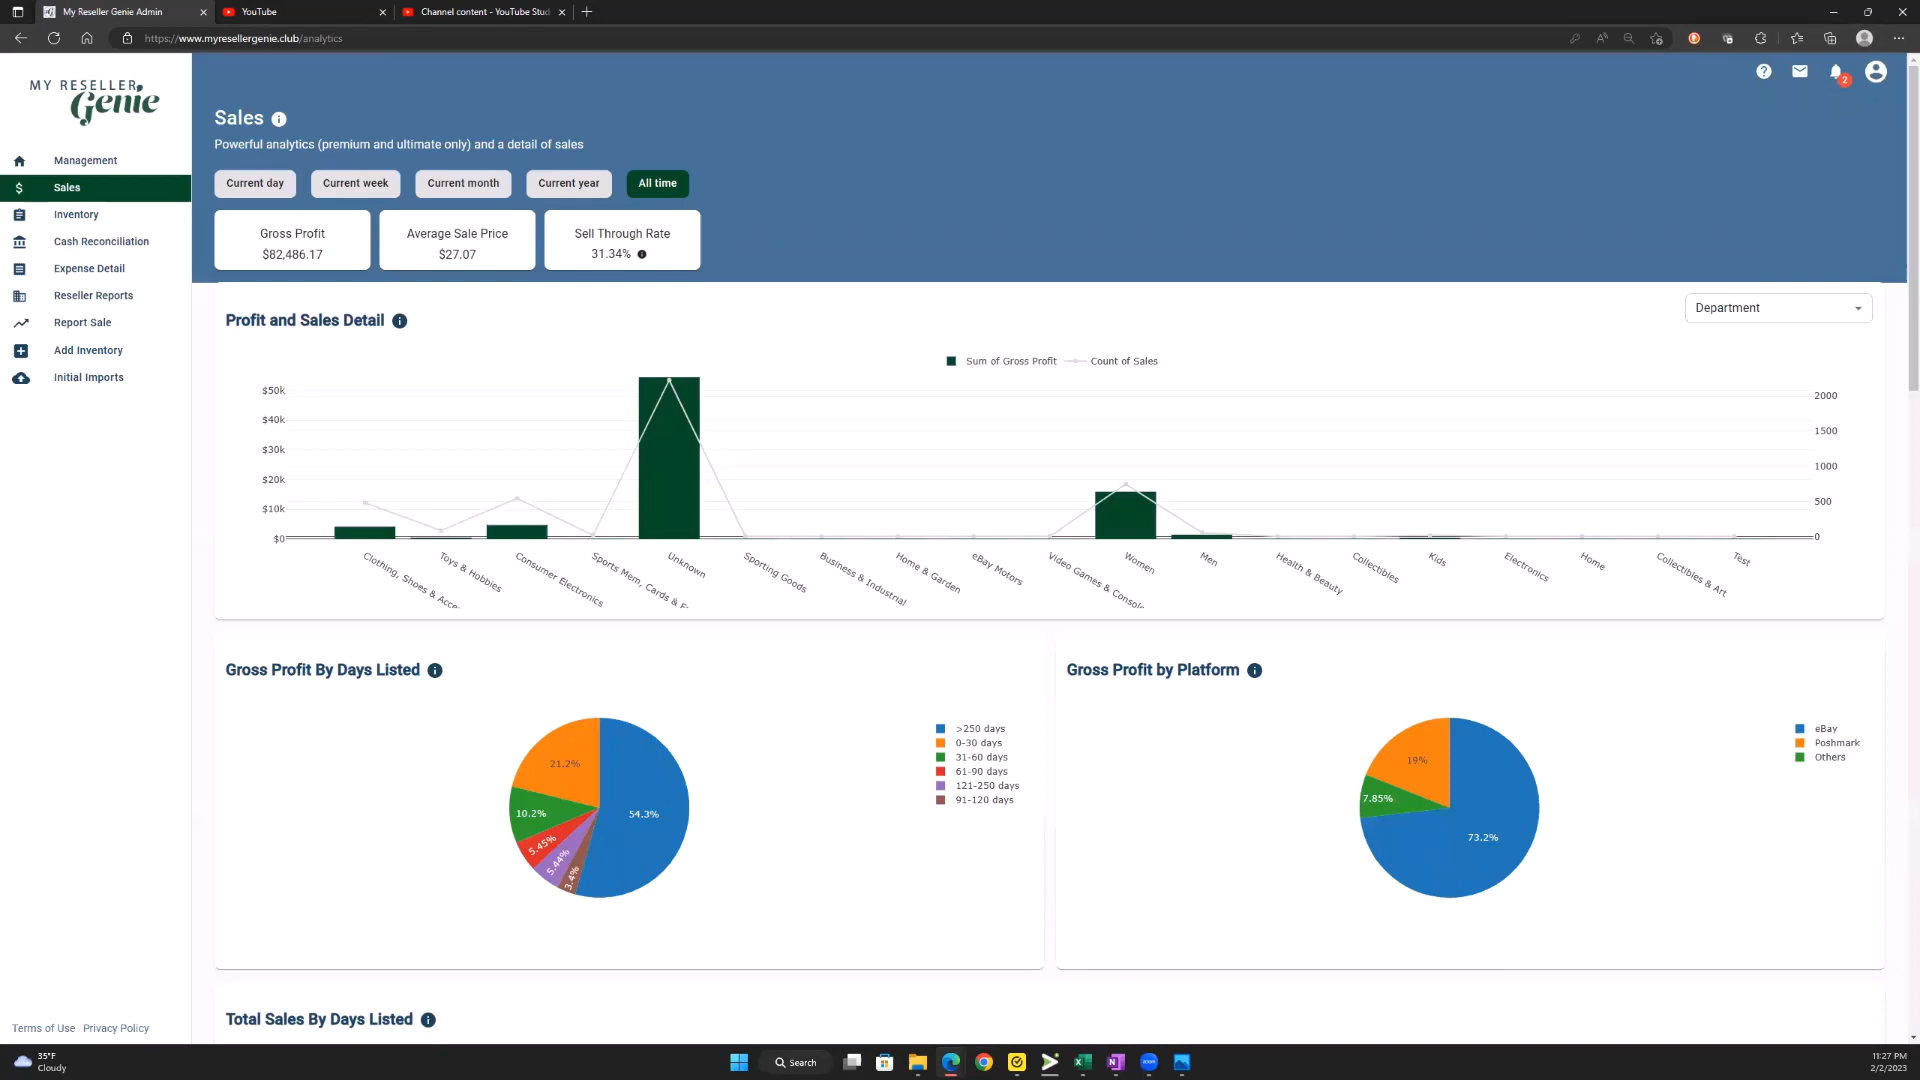 My Reseller Genie Admin
YouTube
Channel content - YouTube Stud
https://www.myresellergenie.club/analytics
MY RESELLER
Genie
Management
Sales
Inventory
Cash Reconciliation
Expense Detail
Reseller Reports
Report Sale
Add Inventory
Initial Imports
Terms of Use Privacy Policy
2
Sales
Powerful analytics (premium and ultimate only) and a detail of sales
Current day Current week Current month Current year All time
Gross Profit
$82,486.17
Average Sale Price
$27.07
Sell Through Rate
31.34%
Profit and Sales Detail
Department
Sum of Gross Profit Count of Sales
$50k
$40k
$30k
$20k
$10k
$0
2000
1500
1000
500
0
Clothing, Shoes & Acce
Toys & Hobbies
Consumer Electronics
Sports Mem, Cards & F
Unknown
Sporting Goods
Business & Industrial
Home & Garden
eBay Motors
Video Games & Consol
Women
Men
Health & Beauty
Collectibles
Kids
Electronics
Home
Collectibles & Art
Test
Gross Profit By Days Listed
54.3%
21.2%
10.2%
5.45%
5.44%
3.4%
>250 days
0-30 days
31-60 days
61-90 days
121-250 days
91-120 days
Gross Profit by Platform
19%
7.85%
73.2%
eBay
Poshmark
Others
Total Sales By Days Listed
35°F
Cloudy
Search
11:27 PM
2/2/2023